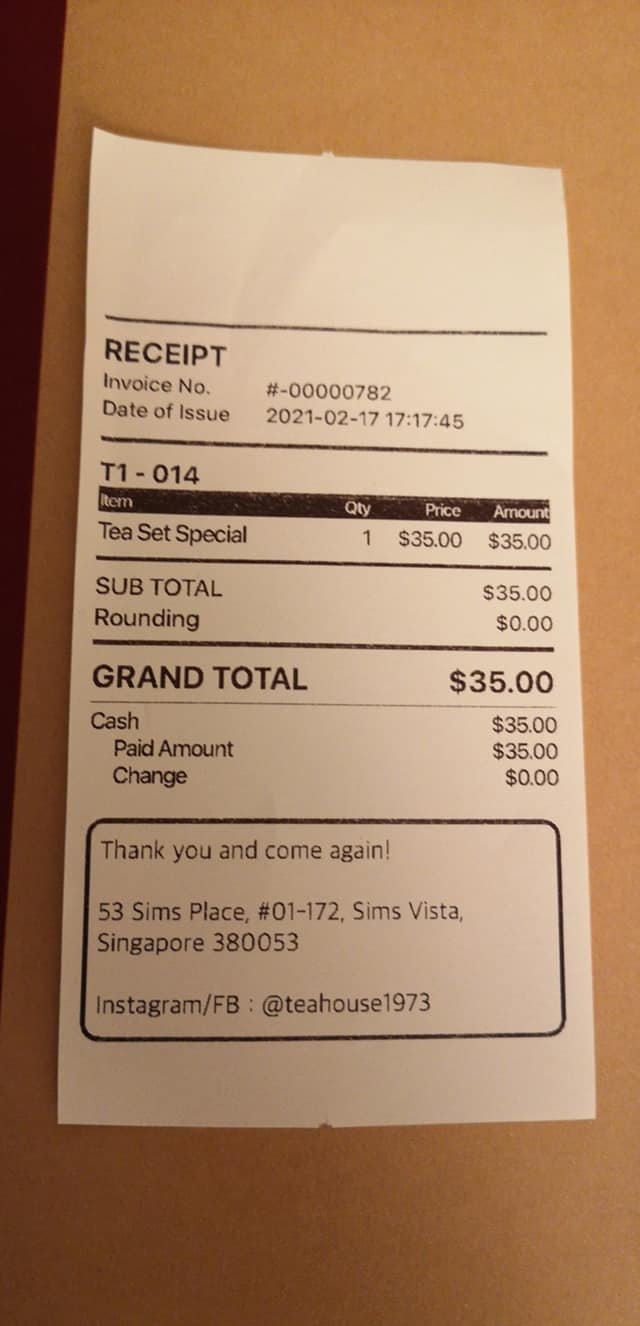 RECEIPT
Invoice No. #-00000782
Date of Issue 2021-02-17 17:17:45
T1 - 014
Item Qty Price Amount
Tea Set Special 1 $35.00 $35.00
SUB TOTAL $35.00
Rounding $0.00
GRAND TOTAL $35.00
Cash $35.00
Paid Amount $35.00
Change $0.00
Thank you and come again!
53 Sims Place, #01-172, Sims Vista,
Singapore 380053
Instagram/FB : @teahouse1973